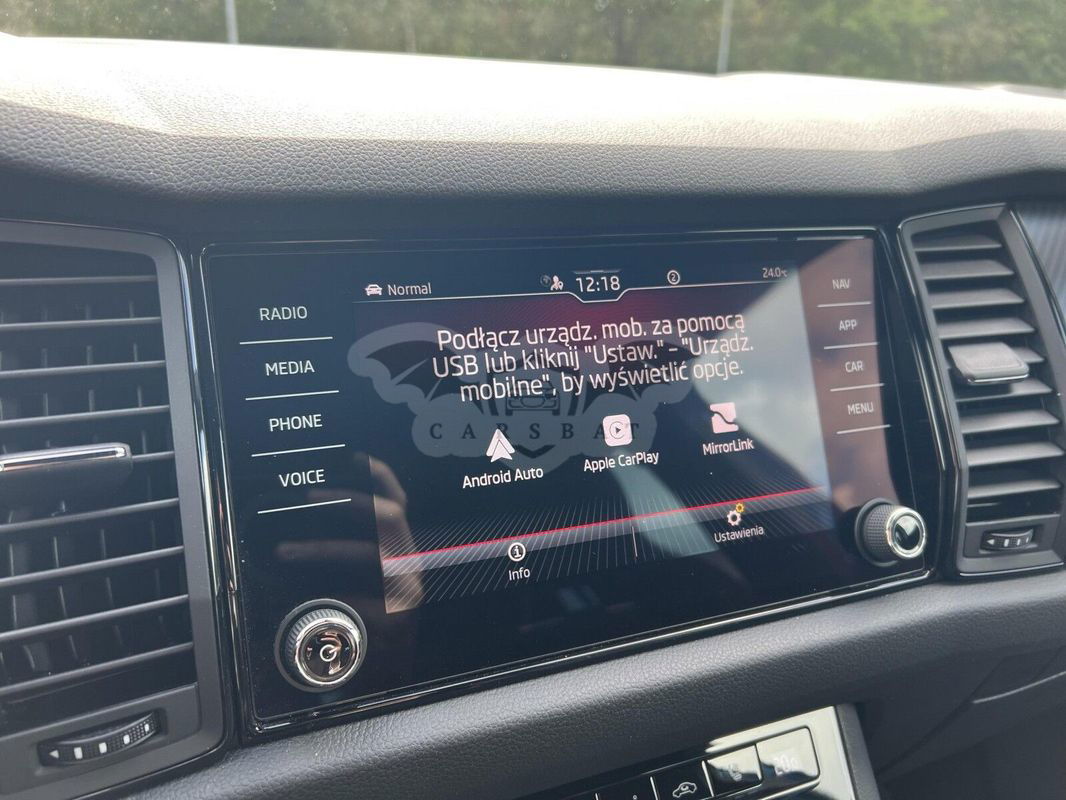 Normal
12:18
2
24.0°C
RADIO
MEDIA
PHONE
VOICE
Podłącz urządz. mob. za pomocą
USB lub kliknij "Ustaw." - "Urządz.
mobilne", by wyświetlić opcje.
CARSBAT
Android Auto
Apple CarPlay
MirrorLink
Info
Ustawienia
NAV
APP
CAR
MENU